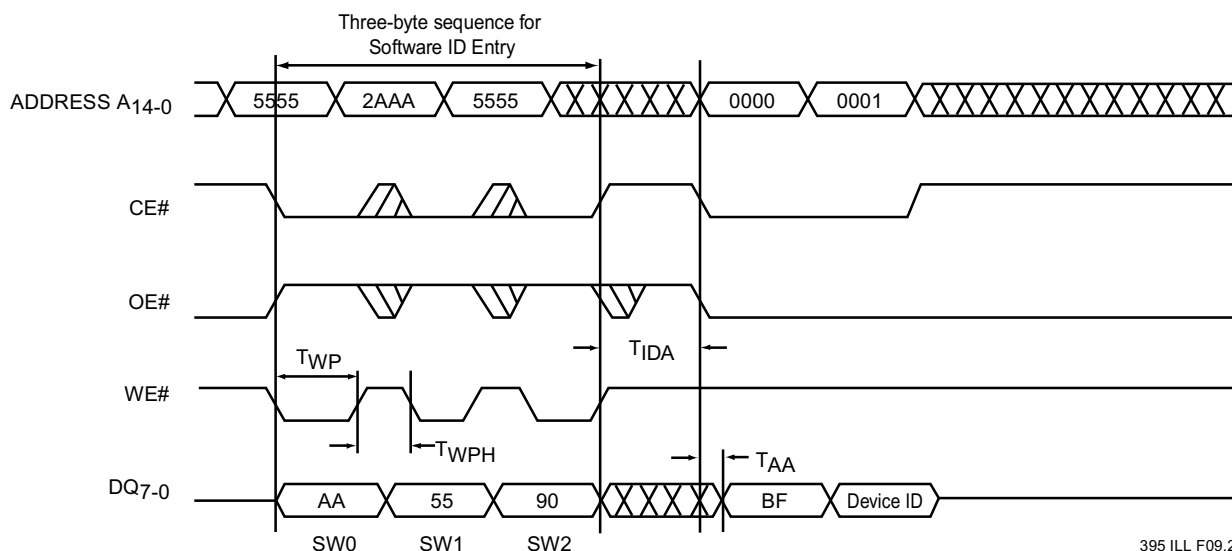 Three-byte sequence for
Software ID Entry
ADDRESS A14-0
5555
2AAA
5555
0000
0001
CE#
OE#
TWP
TIDA
WE#
TWPH
TAA
DQ7-0
AA
55
90
BF
Device ID
SW0
SW1
SW2
395 ILL F09.2